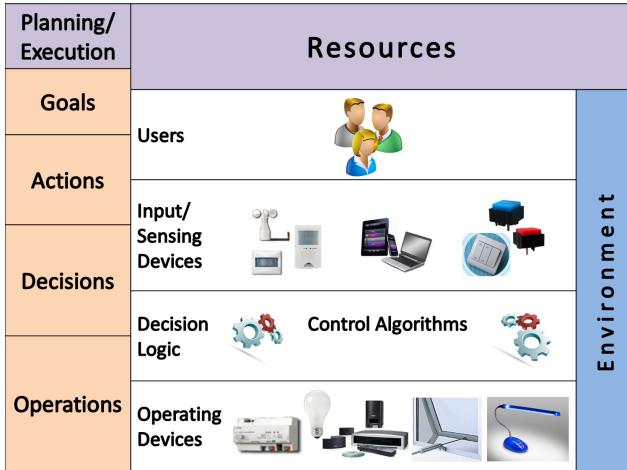 Planning/
Execution
Resources
Goals
Users
Actions
Input/
Sensing
Devices
Decisions
Decision
Logic
Control Algorithms
Operations
Operating
Devices
Environment